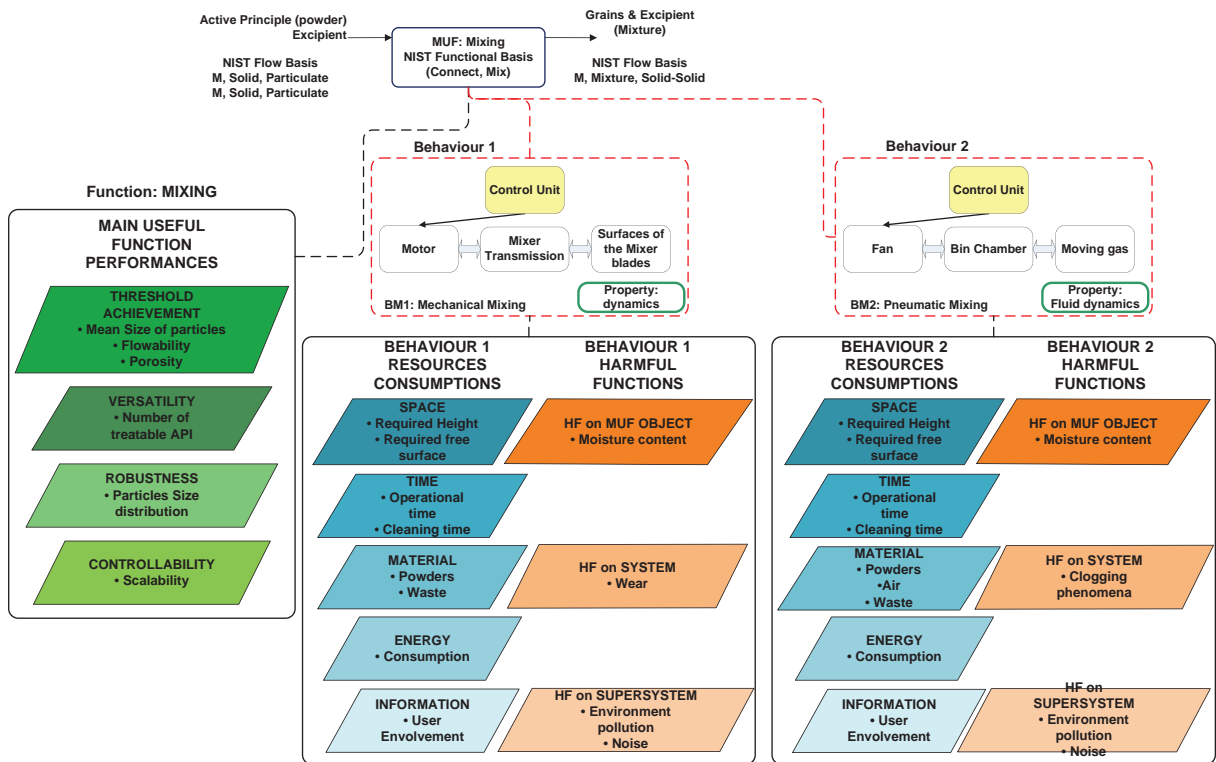 Active Principle (powder)
Excipient
NIST Flow Basis
M, Solid, Particulate
M, Solid, Particulate
MUF: Mixing
NIST Functional Basis
(Connect, Mix)
Grains & Excipient
(Mixture)
NIST Flow Basis
M, Mixture, Solid-Solid
Function: MIXING
MAIN USEFUL
FUNCTION
PERFORMANCES
THRESHOLD
ACHIEVEMENT
• Mean Size of particles
• Flowability
• Porosity
VERSATILITY
• Number of
treatable API
ROBUSTNESS
• Particles Size
distribution
CONTROLLABILITY
• Scalability
Behaviour 1
Control Unit
Motor
Mixer
Transmission
Surfaces of
the Mixer
blades
BM1: Mechanical Mixing
Property:
dynamics
BEHAVIOUR 1
RESOURCES
CONSUMPTIONS
SPACE
• Required Height
• Required free
surface
TIME
• Operational
time
• Cleaning time
MATERIAL
• Powders
• Waste
ENERGY
• Consumption
INFORMATION
• User
Envolvement
BEHAVIOUR 1
HARMFUL
FUNCTIONS
HF on MUF OBJECT
• Moisture content
HF on SYSTEM
• Wear
HF on SUPERSYSTEM
• Environment
pollution
• Noise
Behaviour 2
Control Unit
Fan
Bin Chamber
Moving gas
BM2: Pneumatic Mixing
Property:
Fluid dynamics
BEHAVIOUR 2
RESOURCES
CONSUMPTIONS
SPACE
• Required Height
• Required free
surface
TIME
• Operational
time
• Cleaning time
MATERIAL
• Powders
•Air
• Waste
ENERGY
• Consumption
INFORMATION
• User
Envolvement
BEHAVIOUR 2
HARMFUL
FUNCTIONS
HF on MUF OBJECT
• Moisture content
HF on SYSTEM
• Clogging
phenomena
HF on
SUPERSYSTEM
• Environment
pollution
• Noise